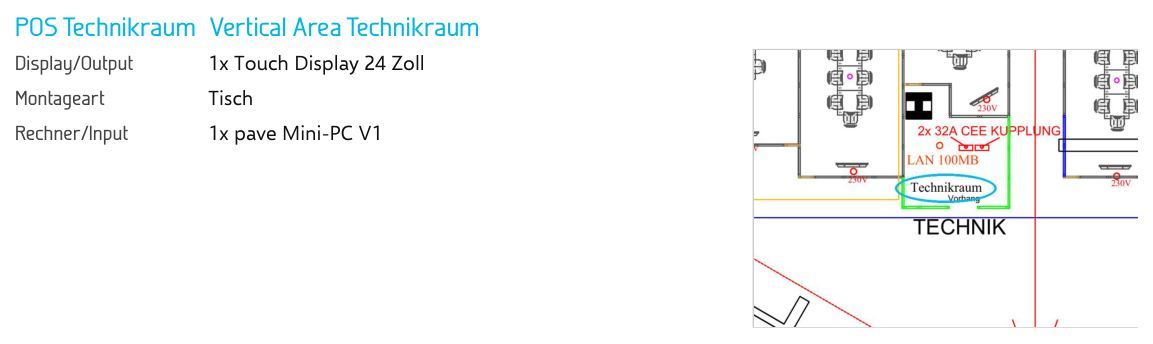 POS Technikraum Vertical Area Technikraum
Display/Output 1x Touch Display 24 Zoll
Montageart Tisch
Rechner/Input 1x pave Mini-PC V1
230V
2x 32A CEE KUPPLUNG
LAN 100MB
230V
230V
Technikraum
Vorhang
TECHNIK